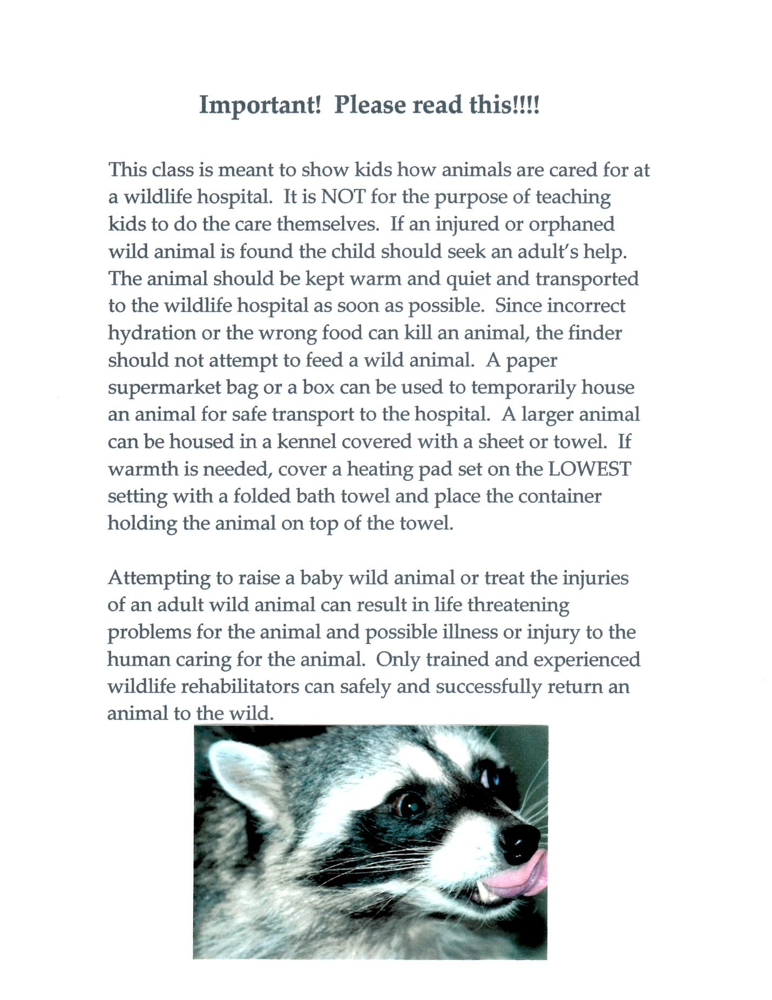 Important!  Please read this!!!!
This class is meant to show kids how animals are cared for at
a wildlife hospital.  It is NOT for the purpose of teaching
kids to do the care themselves.  If an injured or orphaned
wild animal is found the child should seek an adult's help.
The animal should be kept warm and quiet and transported
to the wildlife hospital as soon as possible.  Since incorrect
hydration or the wrong food can kill an animal, the finder
should not attempt to feed a wild animal.  A paper
supermarket bag or a box can be used to temporarily house
an animal for safe transport to the hospital.  A larger animal
can be housed in a kennel covered with a sheet or towel.  If
warmth is needed, cover a heating pad set on the LOWEST
setting with a folded bath towel and place the container
holding the animal on top of the towel.
Attempting to raise a baby wild animal or treat the injuries
of an adult wild animal can result in life threatening
problems for the animal and possible illness or injury to the
human caring for the animal.  Only trained and experienced
wildlife rehabilitators can safely and successfully return an
animal to the wild.